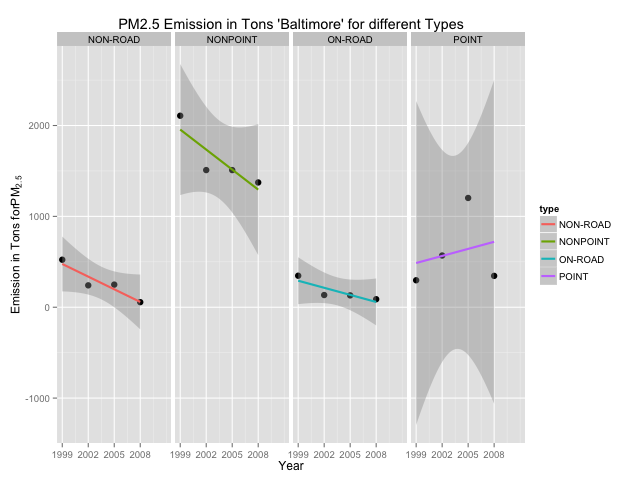 PM2.5 Emission in Tons 'Baltimore' for different Types
NON-ROAD NONPOINT ON-ROAD POINT
Emission in Tons forPM2.5
2000
1000
0
-1000
1999 2002 2005 2008 1999 2002 2005 2008 1999 2002 2005 2008 1999 2002 2005 2008
Year
type
NON-ROAD
NONPOINT
ON-ROAD
POINT